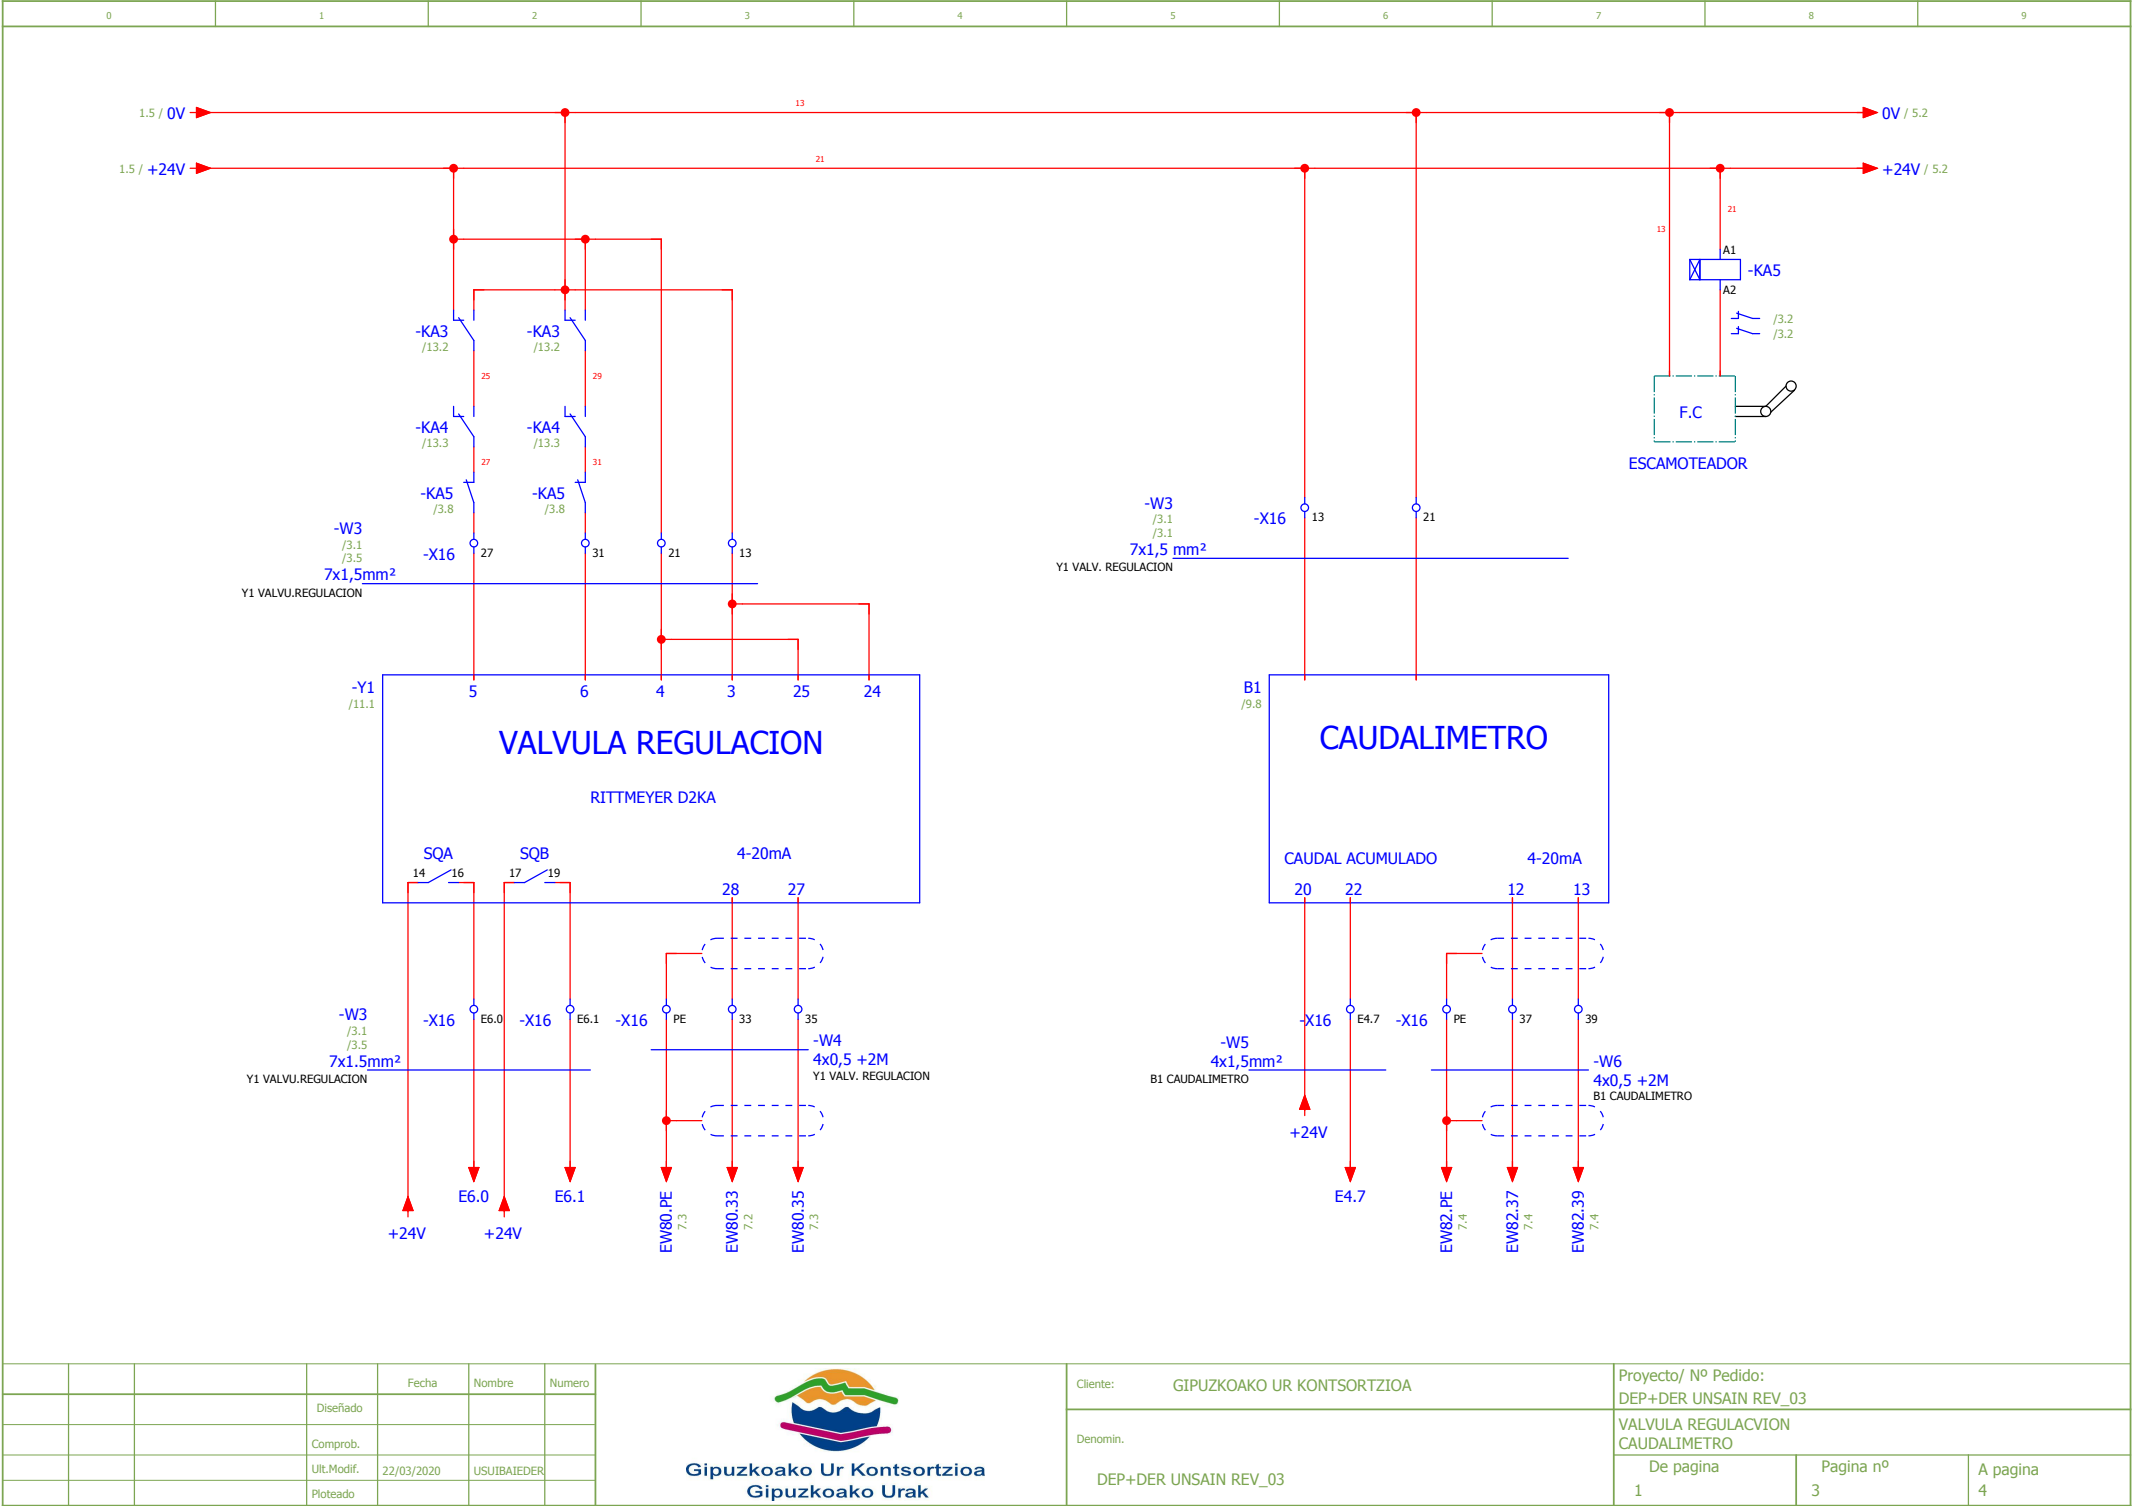 0 1 2 3 4 5 6 7 8 9
1.5 / 0V
13
0V / 5.2
1.5 / +24V
21
+24V / 5.2
21
13
A1
-KA5
A2
/3.2
/3.2
F.C
ESCAMOTEADOR
-KA3
/13.2
-KA3
/13.2
25
29
-KA4
/13.3
-KA4
/13.3
27
31
-KA5
/3.8
-KA5
/3.8
-W3
/3.1
/3.5
7x1,5mm²
Y1 VALVU.REGULACION
-X16
27
31
21
13
-W3
/3.1
/3.1
7x1,5 mm²
Y1 VALV. REGULACION
-X16
13
21
-Y1
/11.1
5 6 4 3 25 24
VALVULA REGULACION
RITTMEYER D2KA
SQA
14 16
SQB
17 19
4-20mA
28 27
B1
/9.8
CAUDALIMETRO
CAUDAL ACUMULADO
4-20mA
20 22 12 13
-W3
/3.1
/3.5
7x1.5mm²
Y1 VALVU.REGULACION
-X16
E6.0
-X16
E6.1
-X16
PE
33
35
-W4
4x0,5 +2M
Y1 VALV. REGULACION
+24V
E6.0
+24V
E6.1
EW80.PE
7.3
EW80.33
7.2
EW80.35
7.3
-W5
4x1,5mm²
B1 CAUDALIMETRO
-X16
E4.7
-X16
PE
37
39
-W6
4x0,5 +2M
B1 CAUDALIMETRO
+24V
E4.7
EW82.PE
7.4
EW82.37
7.4
EW82.39
7.4
Fecha Nombre Numero
Diseñado
Comprob.
Ult.Modif. 22/03/2020 USUIBAIEDER
Ploteado
Gipuzkoako Ur Kontsortzioa
Gipuzkoako Urak
Cliente: GIPUZKOAKO UR KONTSORTZIOA
Denomin.
DEP+DER UNSAIN REV_03
Proyecto/ Nº Pedido:
DEP+DER UNSAIN REV_03
VALVULA REGULACVION
CAUDALIMETRO
De pagina Pagina nº A pagina
1 3 4